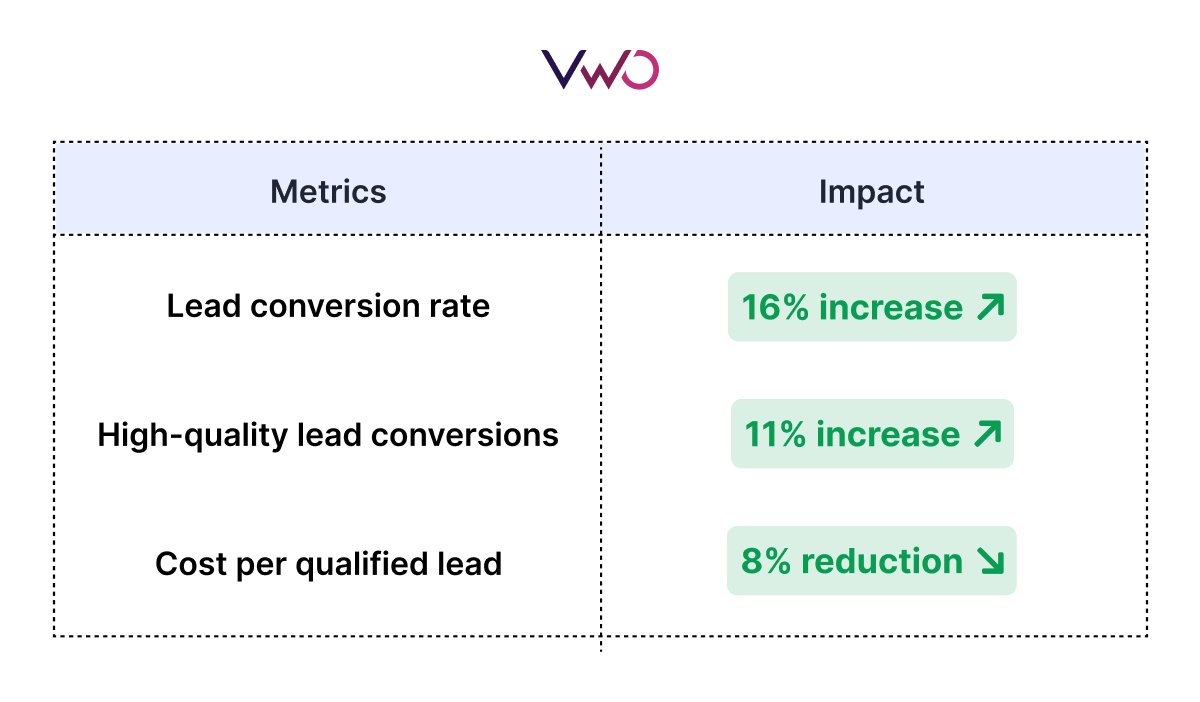 VWO
Metrics
Impact
Lead conversion rate
16% increase
High-quality lead conversions
11% increase
Cost per qualified lead
8% reduction